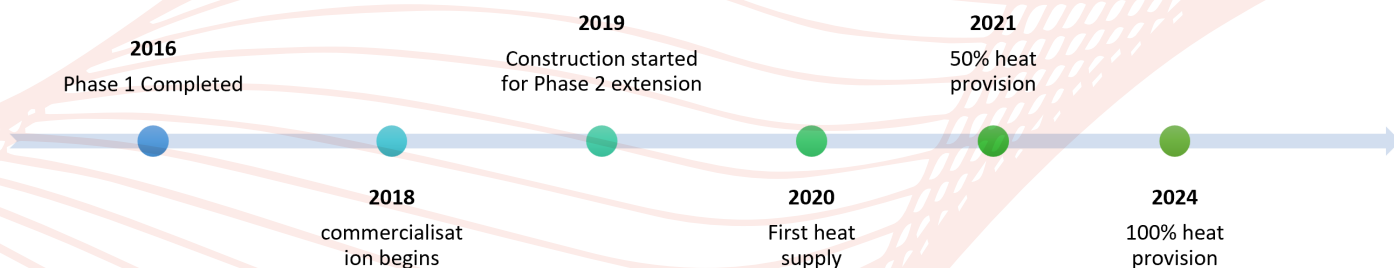 2016
Phase 1 Completed
2018
commercialisat
ion begins
2019
Construction started
for Phase 2 extension
2020
First heat
supply
2021
50% heat
provision
2024
100% heat
provision